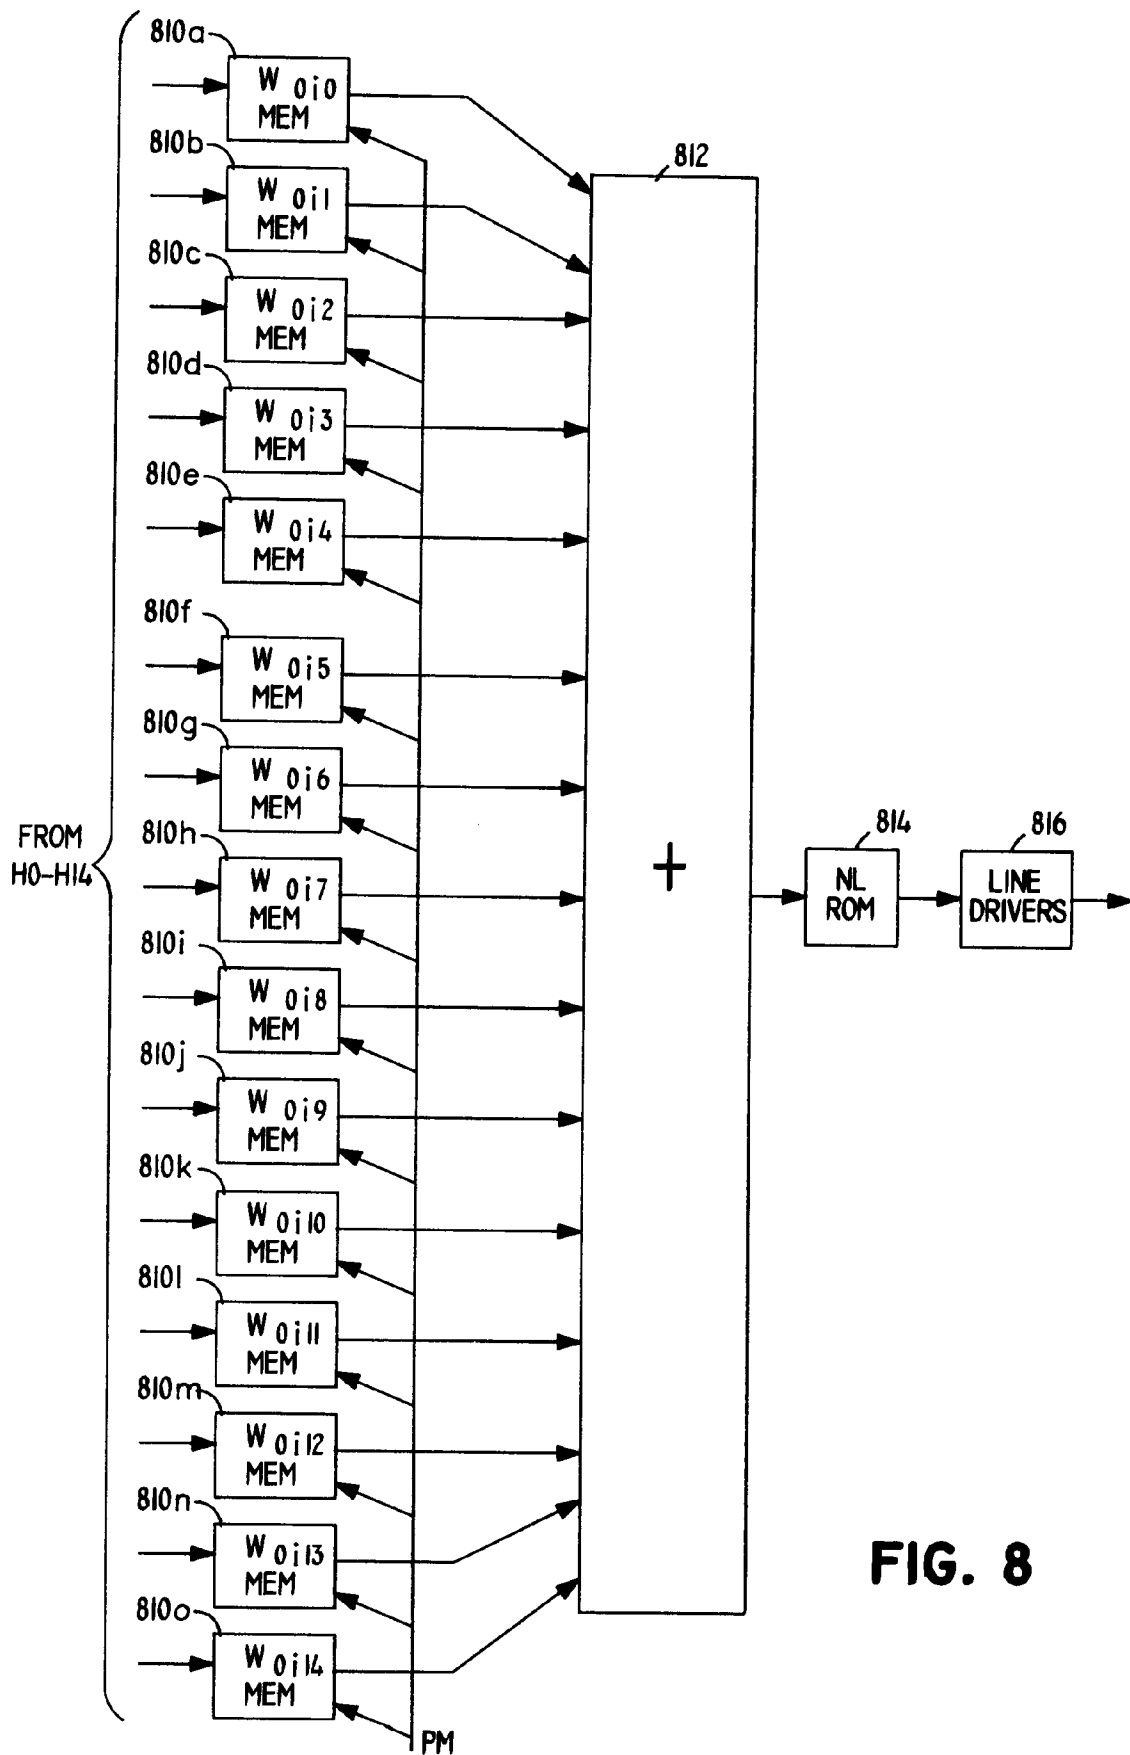 810a
W 0i0
MEM
810b
W 0i1
MEM
812
810c
W 0i2
MEM
810d
W 0i3
MEM
810e
W 0i4
MEM
810f
W 0i5
MEM
810g
W 0i6
MEM
FROM
H0-H14
810h
W 0i7
MEM
+
814
NL
ROM
816
LINE
DRIVERS
810i
W 0i8
MEM
810j
W 0i9
MEM
810k
W 0i10
MEM
810l
W 0i11
MEM
810m
W 0i12
MEM
810n
W 0i13
MEM
FIG. 8
810o
W 0i14
MEM
PM